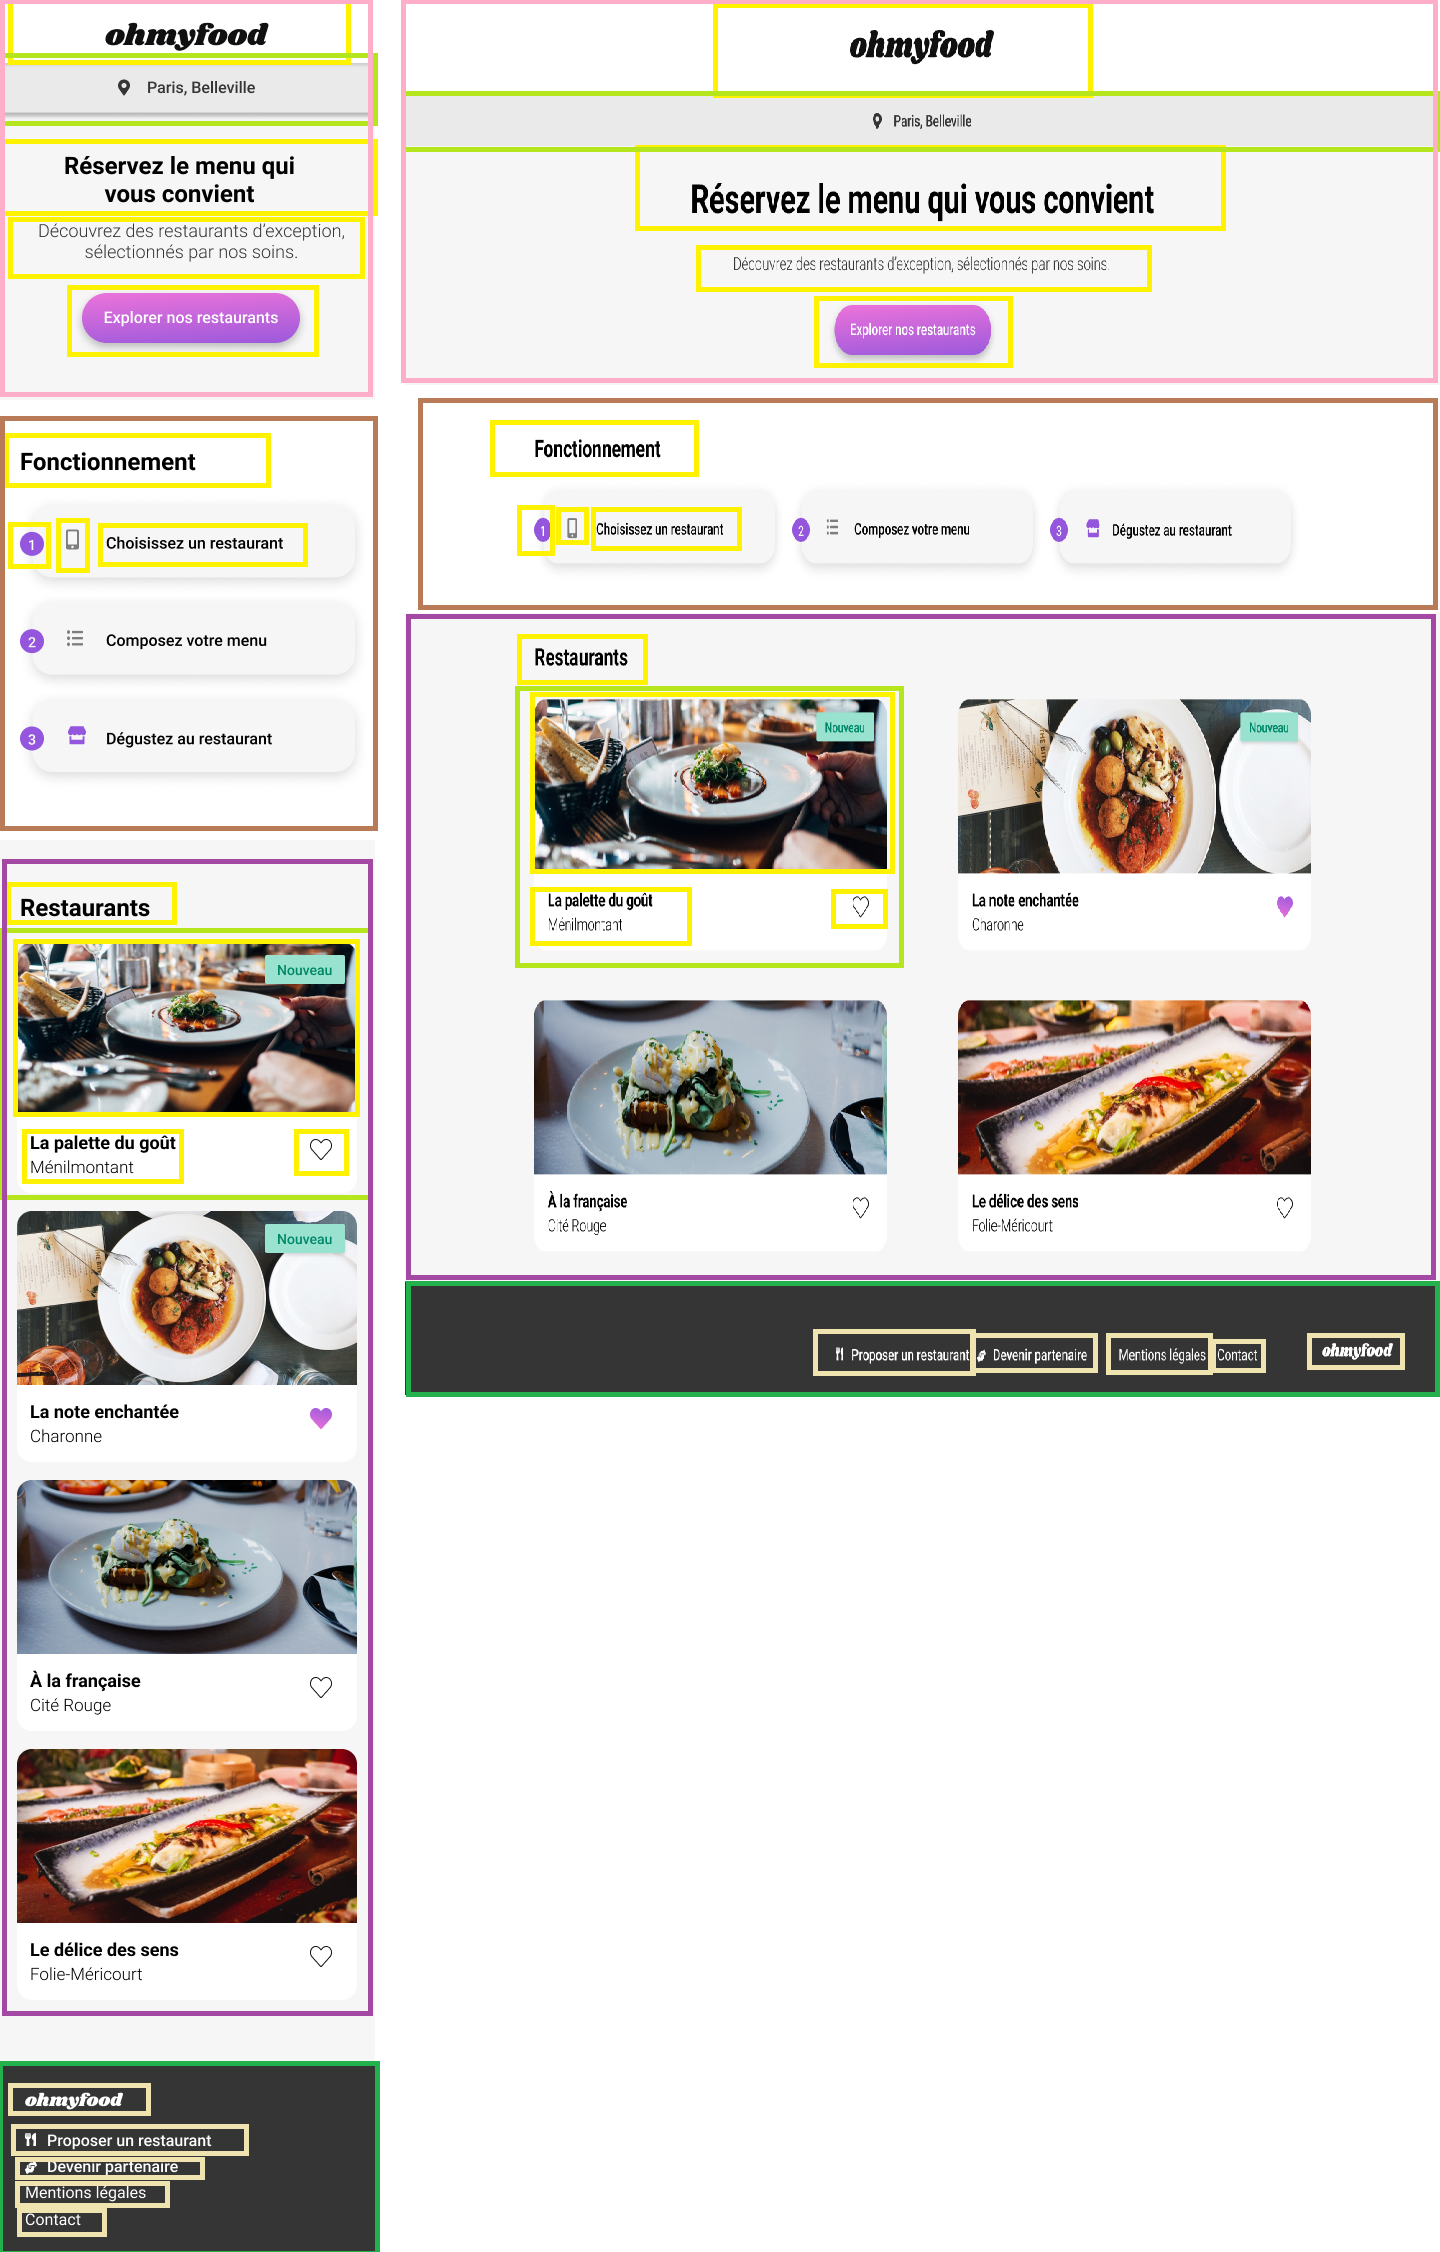 ohmyfood
Paris, Belleville
Réservez le menu qui
vous convient
Découvrez des restaurants d'exception,
sélectionnés par nos soins.
Explorer nos restaurants
Fonctionnement
1 Choisissez un restaurant
2 Composez votre menu
3 Dégustez au restaurant
Restaurants
Nouveau
La palette du goût
Ménilmontant
Nouveau
La note enchantée
Charonne
À la française
Cité Rouge
Le délice des sens
Folie-Méricourt
ohmyfood
Proposer un restaurant
Devenir partenaire
Mentions légales
Contact
ohmyfood
Paris, Belleville
Réservez le menu qui vous convient
Découvrez des restaurants d'exception, sélectionnés par nos soins.
Explorer nos restaurants
Fonctionnement
1 Choisissez un restaurant
2 Composez votre menu
3 Dégustez au restaurant
Restaurants
Nouveau
La palette du goût
Ménilmontant
Nouveau
La note enchantée
Charonne
À la française
Cité Rouge
Le délice des sens
Folie-Méricourt
Proposer un restaurant
Devenir partenaire
Mentions légales
Contact
ohmyfood